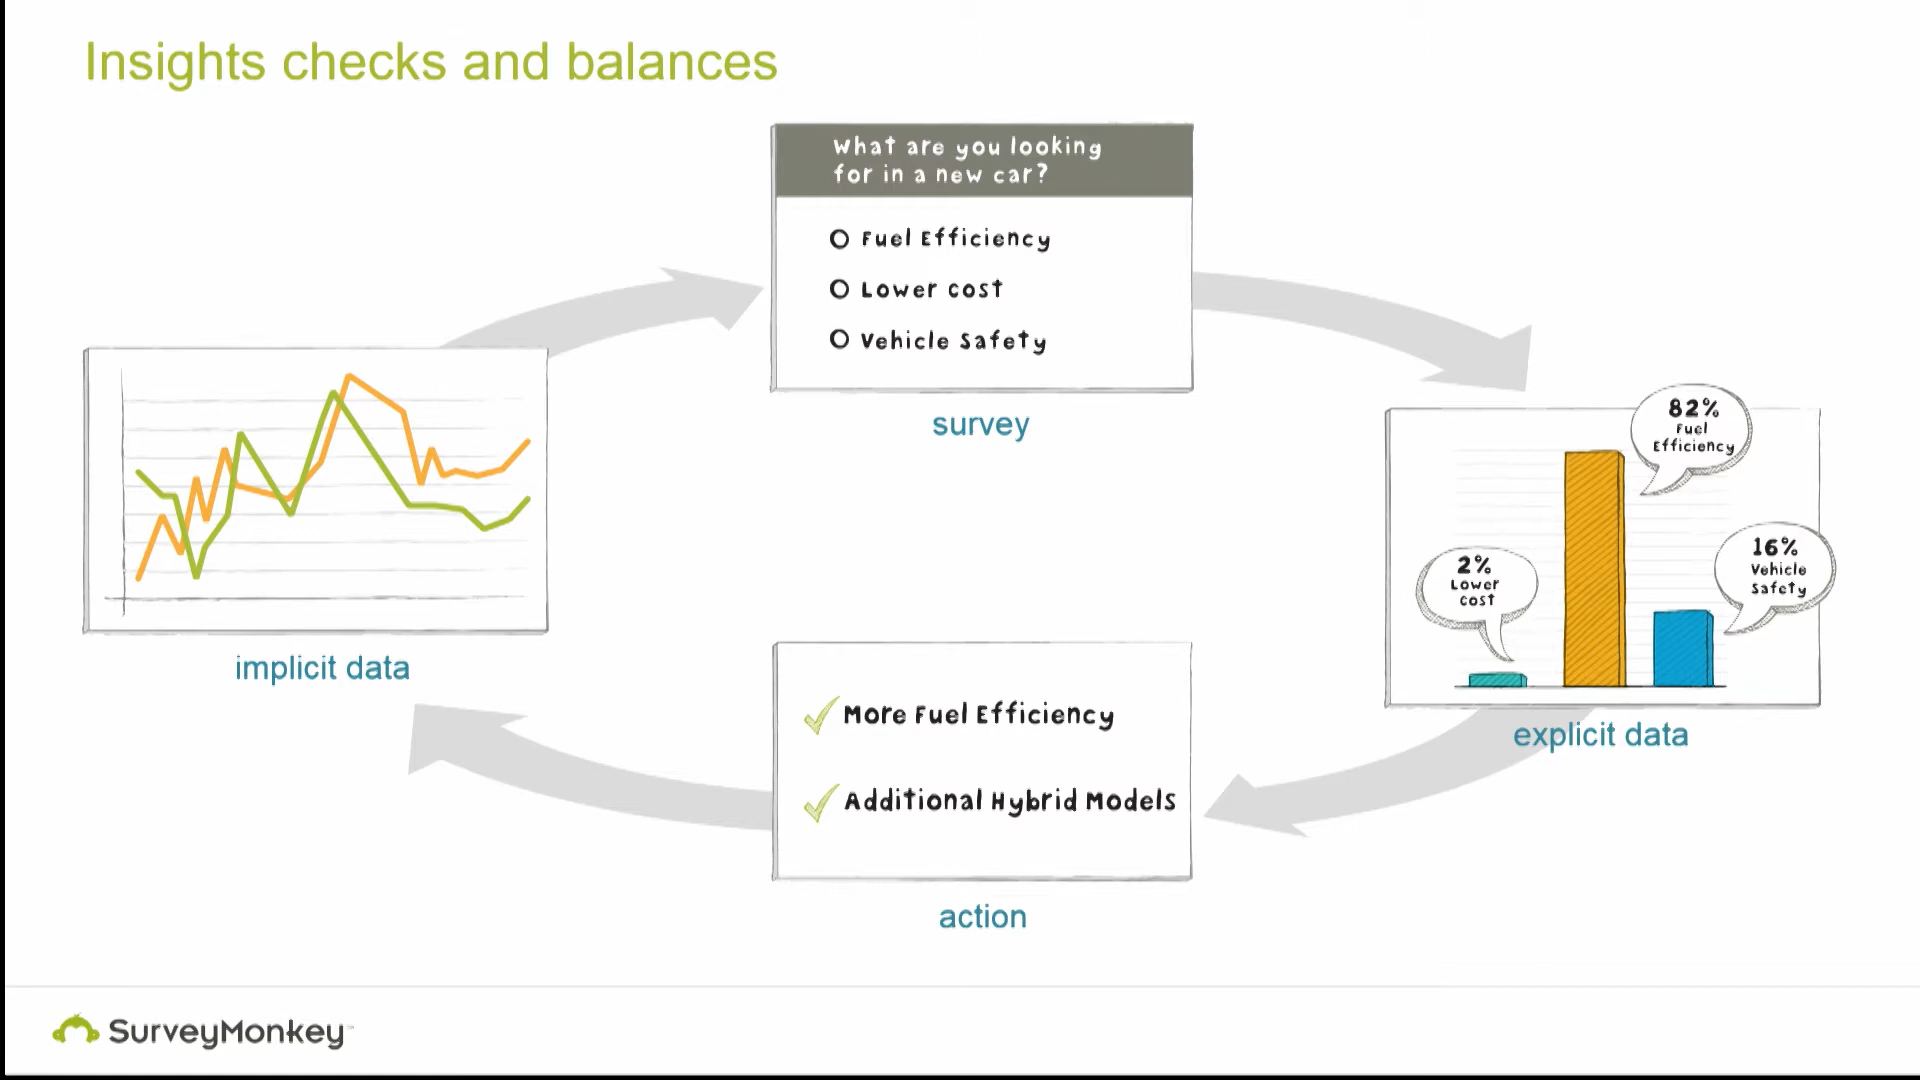 Insights checks and balances
What are you looking
for in a new car?
Fuel Efficiency
Lower cost
Vehicle Safety
survey
implicit data
82%
Fuel
Efficiency
2%
Lower
cost
16%
Vehicle
Safety
explicit data
More Fuel Efficiency
Additional Hybrid Models
action
SurveyMonkey